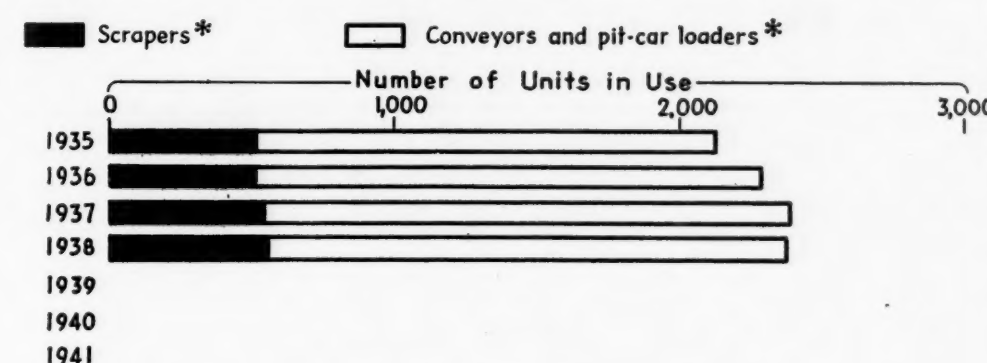 Scrapers* Conveyors and pit-car loaders*
Number of Units in Use
0 1,000 2,000 3,000
1935
1936
1937
1938
1939
1940
1941